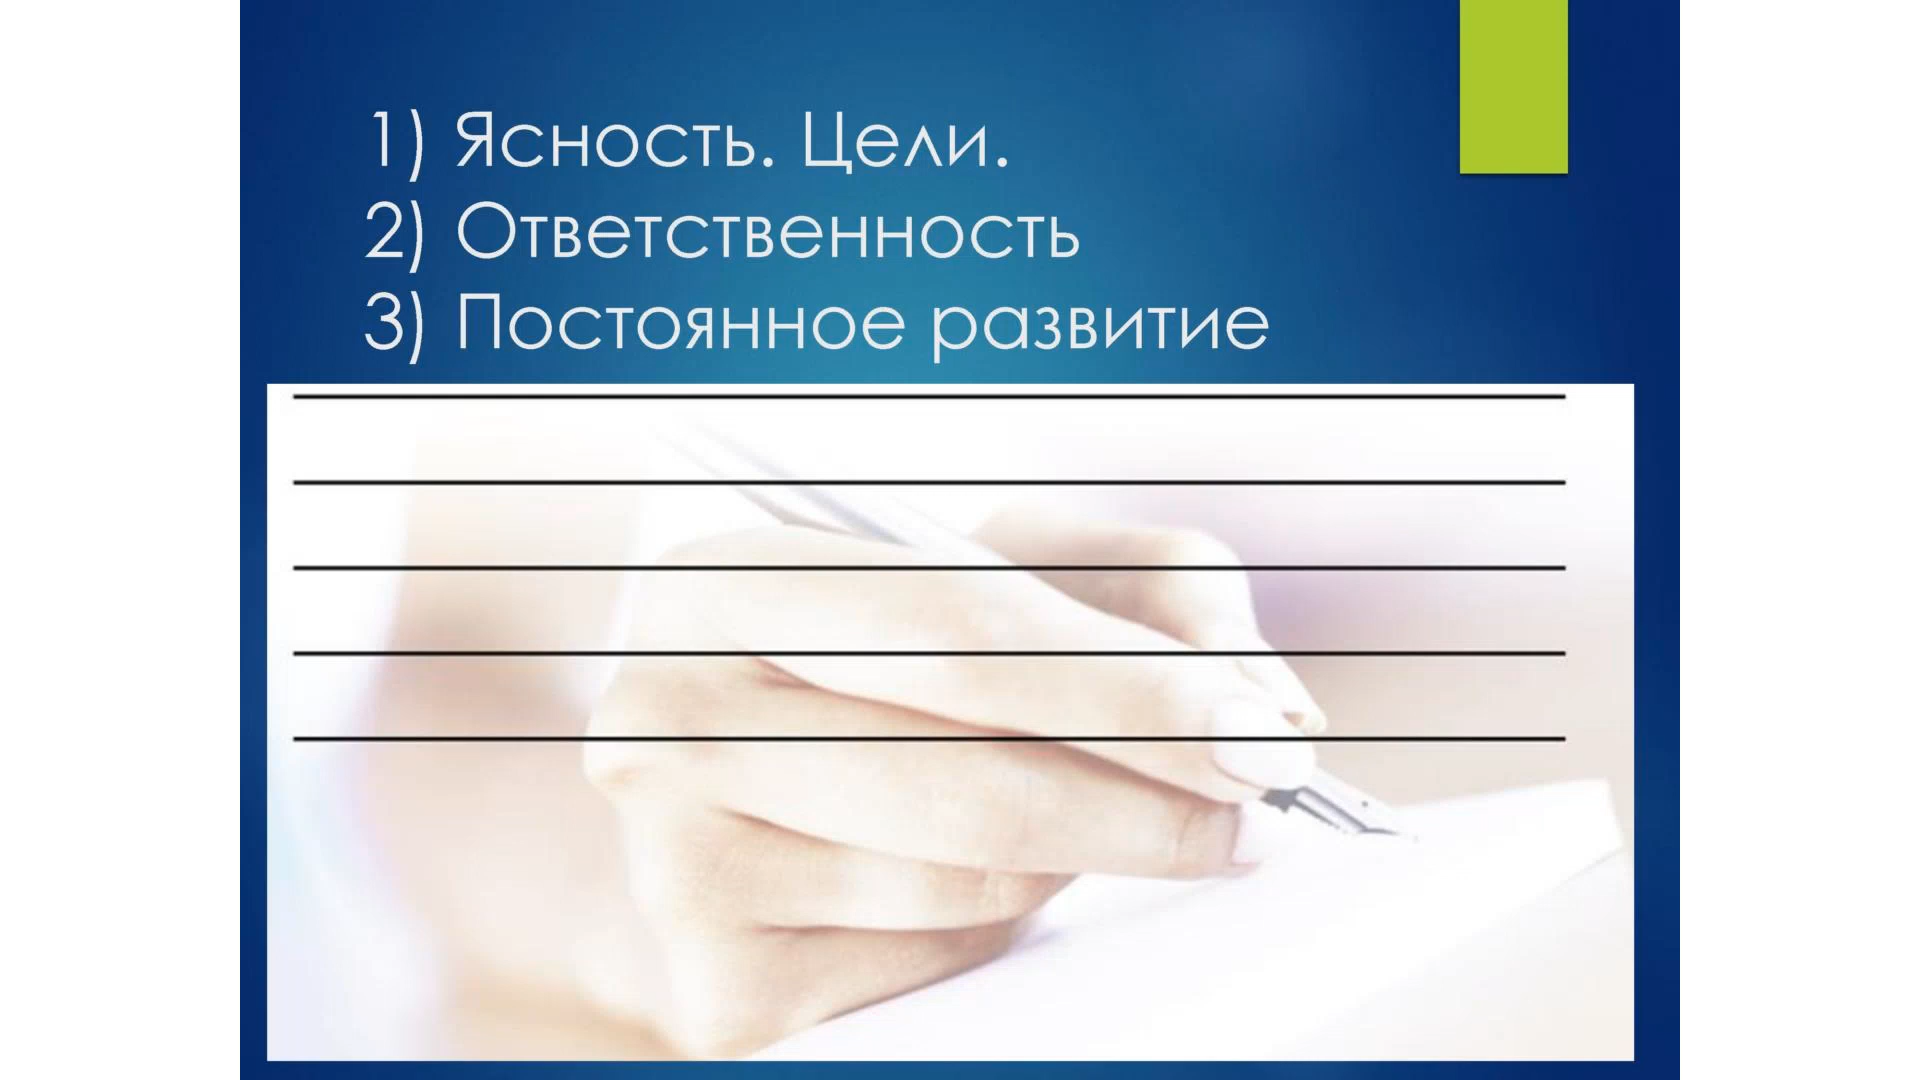 1) Ясность. Цели.
2) Ответственность
3) Постоянное развитие